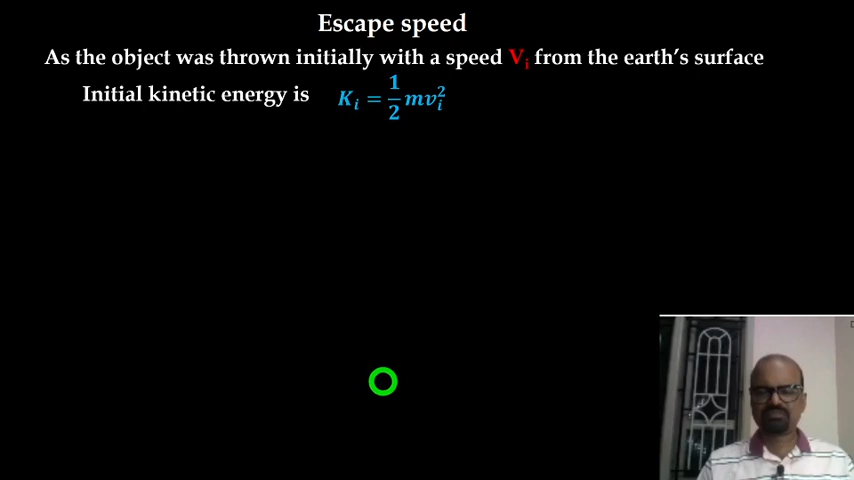 Escape speed
As the object was thrown initially with a speed Vᵢ from the earth’s surface
Initial kinetic energy is Kᵢ = 1/2 mvᵢ²